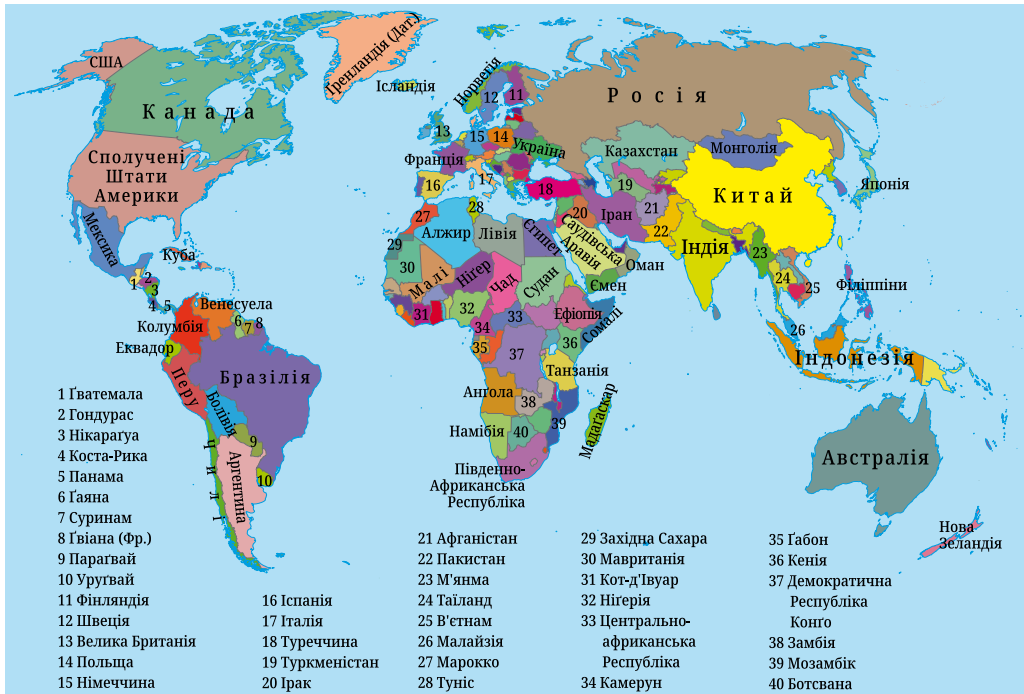 США
Канада
Ґренландія (Дат.)
Ісландія
Норвегія
12
11
Росія
13
15
14
Україна
Франція
16
17
18
Казахстан
Монголія
Китай
Японія
19
20
Іран
21
22
Індія
23
24
25
26
Філіппіни
Індонезія
Сполучені
Штати
Америки
Мексика
Куба
1
2
3
4
5
Венесуела
Колумбія
6
7
8
Еквадор
Перу
Бразілія
Болівія
9
10
Чилі
Аргентина
27
28
Алжир
Лівія
Єгипет
Саудівська
Аравія
Оман
Ємен
29
30
Малі
Ніґер
Чад
Судан
31
32
33
34
35
Ефіопія
Сомалі
36
37
Танзанія
Анґола
38
39
Намібія
40
Мадаґаскар
Південно-
Африканська
Республіка
Австралія
Нова
Зеландія
1 Ґватемала
2 Гондурас
3 Нікараґуа
4 Коста-Рика
5 Панама
6 Ґаяна
7 Суринам
8 Ґвіана (Фр.)
9 Параґвай
10 Уруґвай
11 Фінляндія
12 Швеція
13 Велика Британія
14 Польща
15 Німеччина
16 Іспанія
17 Італія
18 Туреччина
19 Туркменістан
20 Ірак
21 Афганістан
22 Пакистан
23 М'янма
24 Таїланд
25 В'єтнам
26 Малайзія
27 Марокко
28 Туніс
29 Західна Сахара
30 Мавританія
31 Кот-д'Івуар
32 Ніґерія
33 Центрально-
африканська
Республіка
34 Камерун
35 Ґабон
36 Кенія
37 Демократична
Республіка
Конґо
38 Замбія
39 Мозамбік
40 Ботсвана